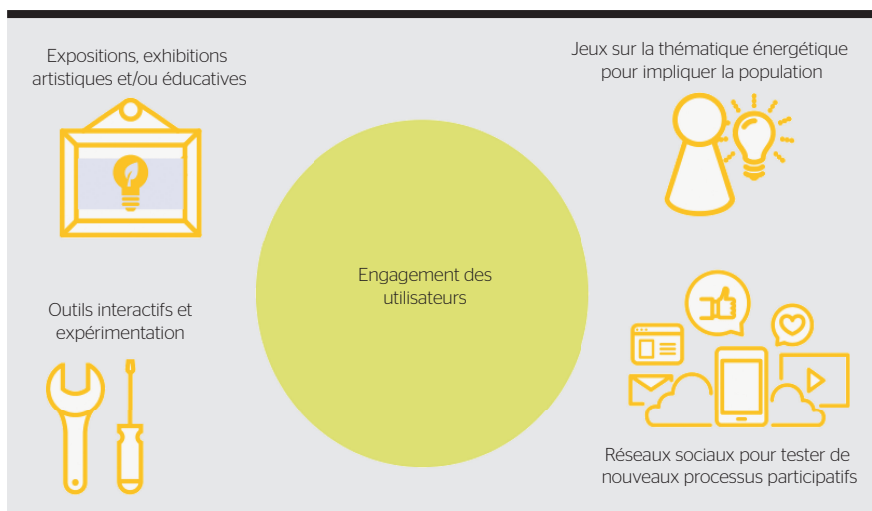 Expositions, exhibitions
artistiques et/ou éducatives
Jeux sur la thématique énergétique
pour impliquer la population
Engagement des
utilisateurs
Outils interactifs et
expérimentation
Réseaux sociaux pour tester de
nouveaux processus participatifs